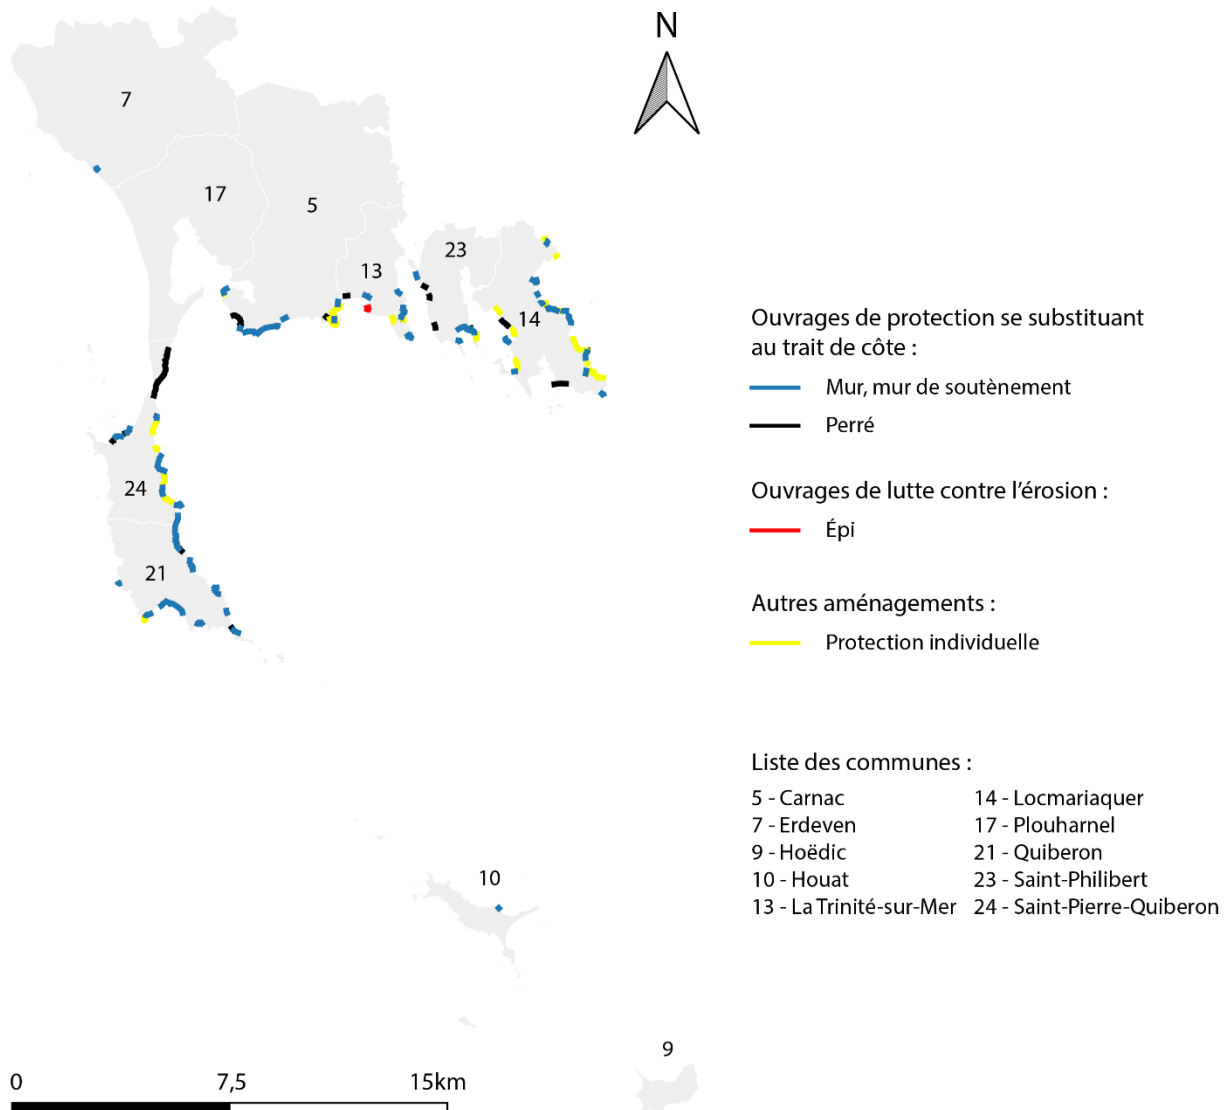 N
7
17
5
23
13
14
24
21
10
9
Ouvrages de protection se substituant
au trait de côte :
Mur, mur de soutènement
Perré
Ouvrages de lutte contre l'érosion :
Épi
Autres aménagements :
Protection individuelle
Liste des communes :
5 - Carnac
7 - Erdeven
9 - Hoëdic
10 - Houat
13 - La Trinité-sur-Mer
14 - Locmariaquer
17 - Plouharnel
21 - Quiberon
23 - Saint-Philibert
24 - Saint-Pierre-Quiberon
0 7,5 15km